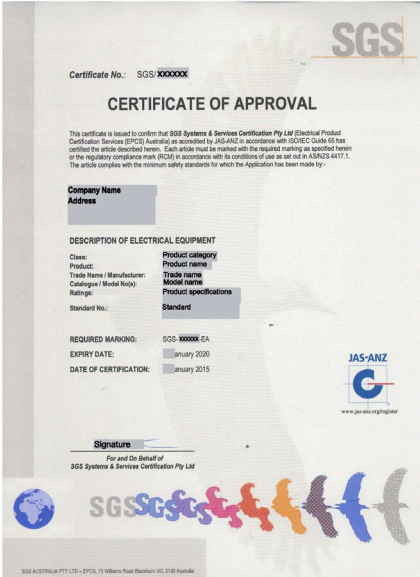 SGS
Certificate No.: SGS/XXXXXX
CERTIFICATE OF APPROVAL
This certificate is issued to confirm that SGS Systems & Services Certification Pty Ltd (Electrical Product
Certification Services (EPCS) Australia) as accredited by JAS-ANZ in accordance with ISO/IEC Guide 65 has
certified the article described herein. Each article must be marked with the required marking as specified herein
or the regulatory compliance mark (RCM) in accordance with its conditions of use as set out in AS/NZS 4417.1.
The article complies with the minimum safety standards for which the Application has been made by:-
Company Name
Address
DESCRIPTION OF ELECTRICAL EQUIPMENT
Class: Product category
Product: Product name
Trade Name / Manufacturer: Trade name
Catalogue / Model No(s): Model name
Ratings: Product specifications
Standard No.: Standard
REQUIRED MARKING: SGS-XXXXXX-EA
EXPIRY DATE: anuary 2020
DATE OF CERTIFICATION: anuary 2015
JAS-ANZ
www.jas-anz.org/register
Signature
For and On Behalf of
SGS Systems & Services Certification Pty Ltd
SGS SGS SGS SGS
SGS AUSTRALIA PTY LTD – EPCS, 73 Williams Road Blackburn VIC 3130 Australia